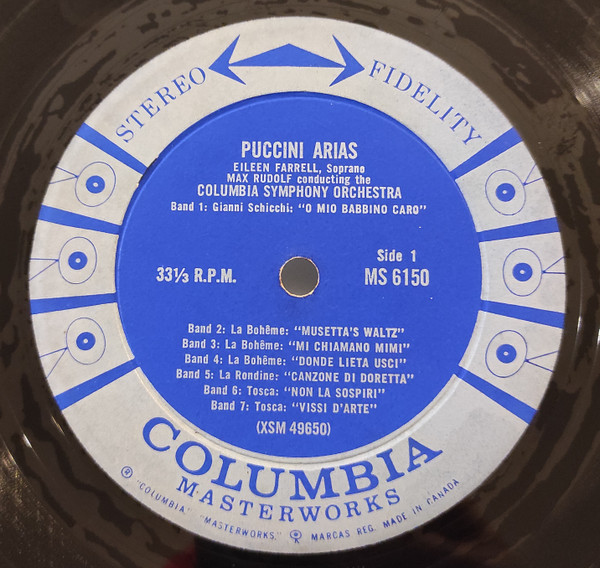 STEREO FIDELITY
PUCCINI ARIAS
EILEEN FARRELL, Soprano
MAX RUDOLF conducting the
COLUMBIA SYMPHONY ORCHESTRA
Band 1: Gianni Schicchi: "O MIO BABBINO CARO"
33⅓ R.P.M.
Side 1
MS 6150
Band 2: La Bohême: "MUSETTA'S WALTZ"
Band 3: La Bohême: "MI CHIAMANO MIMI"
Band 4: La Bohême: "DONDE LIETA USCI"
Band 5: La Rondine: "CANZONE DI DORETTA"
Band 6: Tosca: "NON LA SOSPIRI"
Band 7: Tosca: "VISSI D'ARTE"
(XSM 49650)
COLUMBIA
MASTERWORKS
"COLUMBIA" "MASTERWORKS." MARCAS REG. MADE IN CANADA